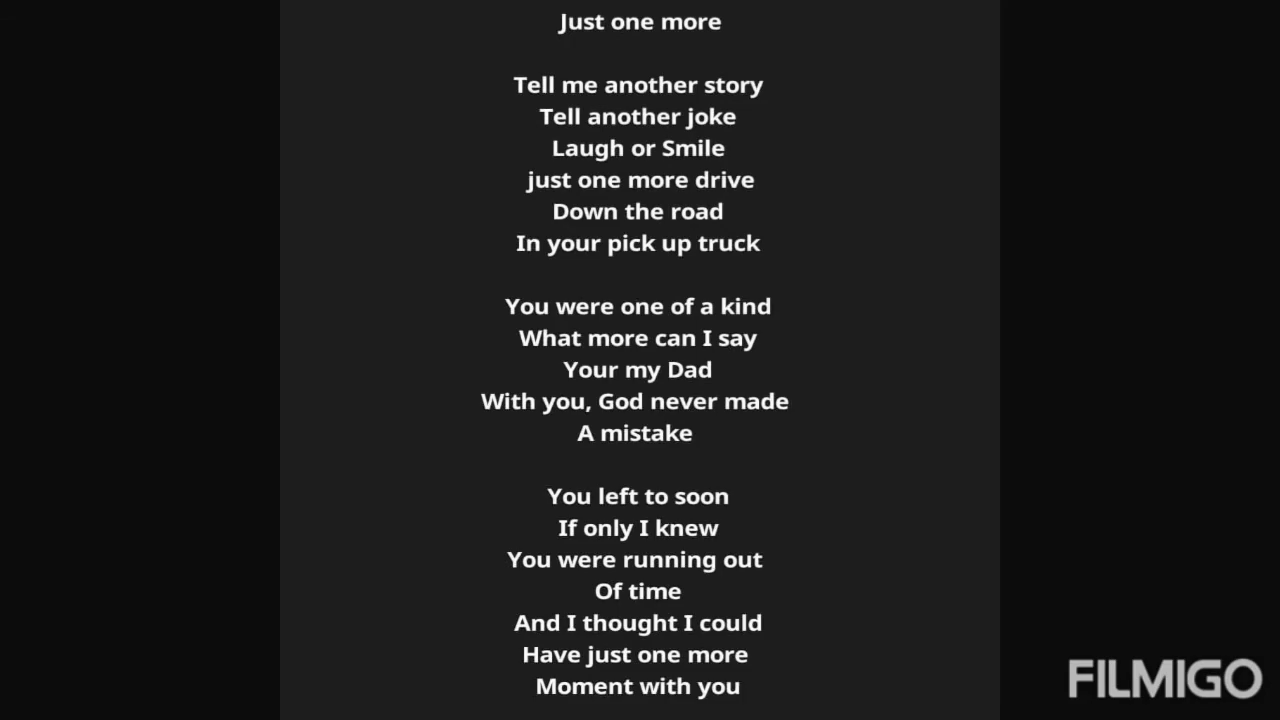 Just one more
Tell me another story
Tell another joke
Laugh or Smile
just one more drive
Down the road
In your pick up truck
You were one of a kind
What more can I say
Your my Dad
With you, God never made
A mistake
You left to soon
If only I knew
You were running out
Of time
And I thought I could
Have just one more
Moment with you
FILMIGO